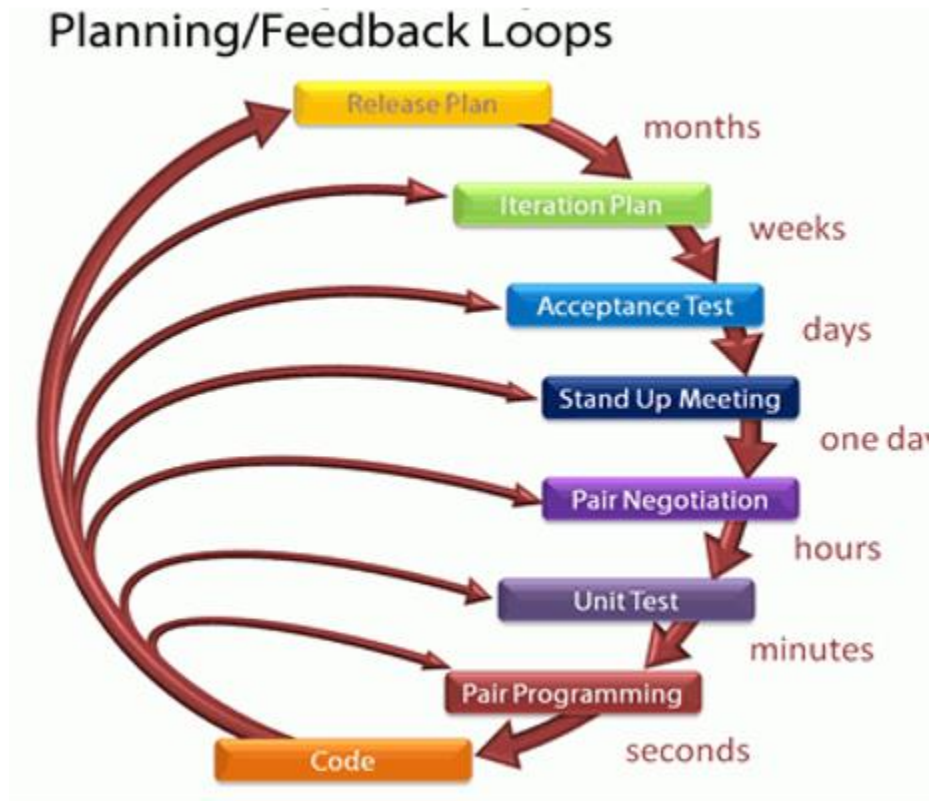 Planning/Feedback Loops
Release Plan
months
Iteration Plan
weeks
Acceptance Test
days
Stand Up Meeting
one
Pair Negotiation
hours
Unit Test
minutes
Pair Programming
seconds
Code